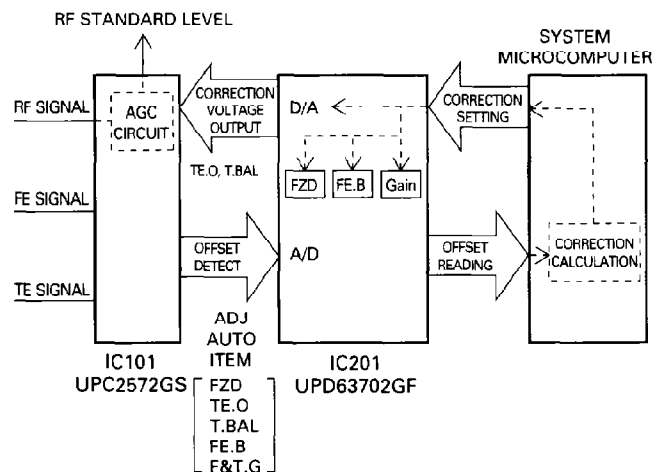 RF STANDARD LEVEL
SYSTEM
MICROCOMPUTER
RF SIGNAL
AGC
CIRCUIT
CORRECTION
VOLTAGE
OUTPUT
D/A
CORRECTION
SETTING
TE.O, T.BAL
FZD
FE.B
Gain
FE SIGNAL
OFFSET
DETECT
A/D
OFFSET
READING
CORRECTION
CALCULATION
TE SIGNAL
ADJ
AUTO
ITEM
IC101
UPC2572GS
IC201
UPD63702GF
FZD
TE.O
T.BAL
FE.B
F&T.G